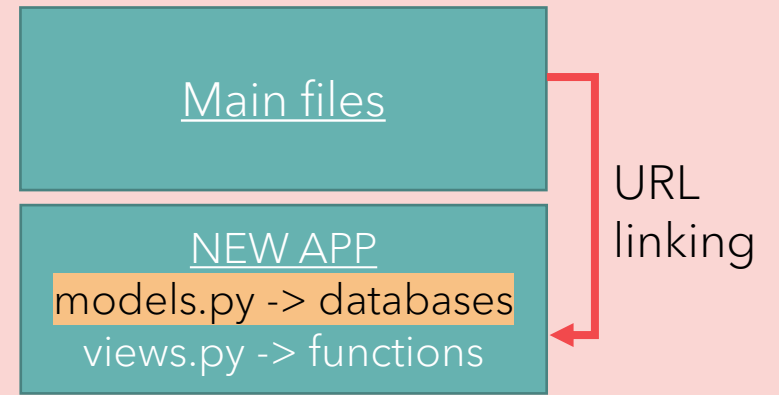 Main files
NEW APP
models.py -> databases
views.py -> functions
URL
linking